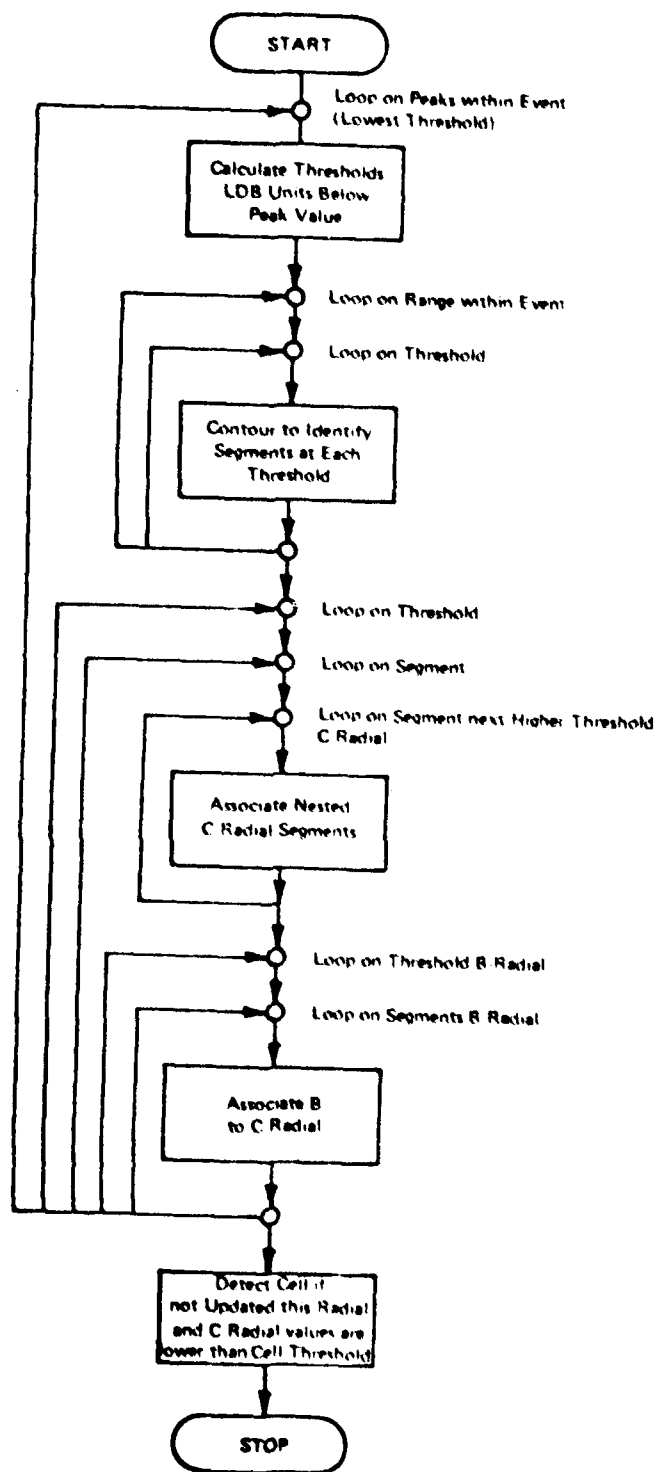 START
Loop on Peaks within Event
(Lowest Threshold)
Calculate Thresholds
LDB Units Below
Peak Value
Loop on Range within Event
Loop on Threshold
Contour to Identify
Segments at Each
Threshold
Loop on Threshold
Loop on Segment
Loop on Segment next Higher Threshold
C Radial
Associate Nested
C Radial Segments
Loop on Threshold B-Radial
Loop on Segments B Radial
Associate B
to C Radial
Detect Cell if
not Updated this Radial
and C Radial values are
lower than Cell Threshold
STOP